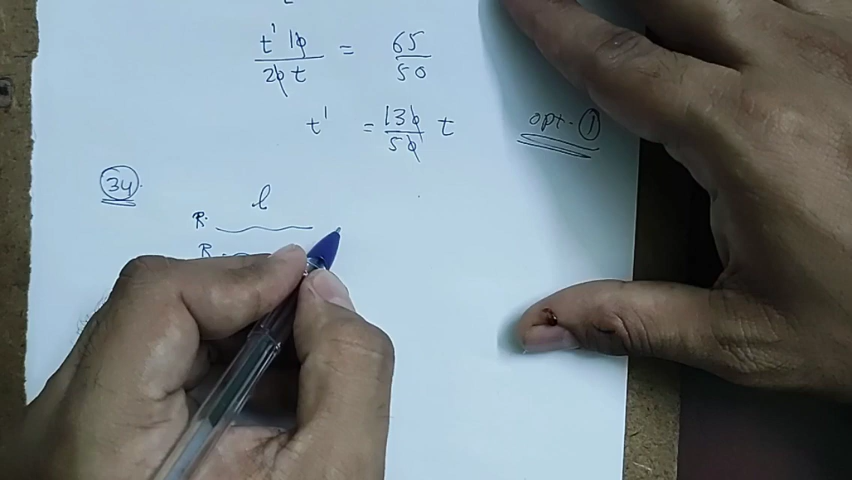 t' 10 / 20 t = 65 / 50
t' = 130 / 50 t opt. 1
34.
l
R.
R.